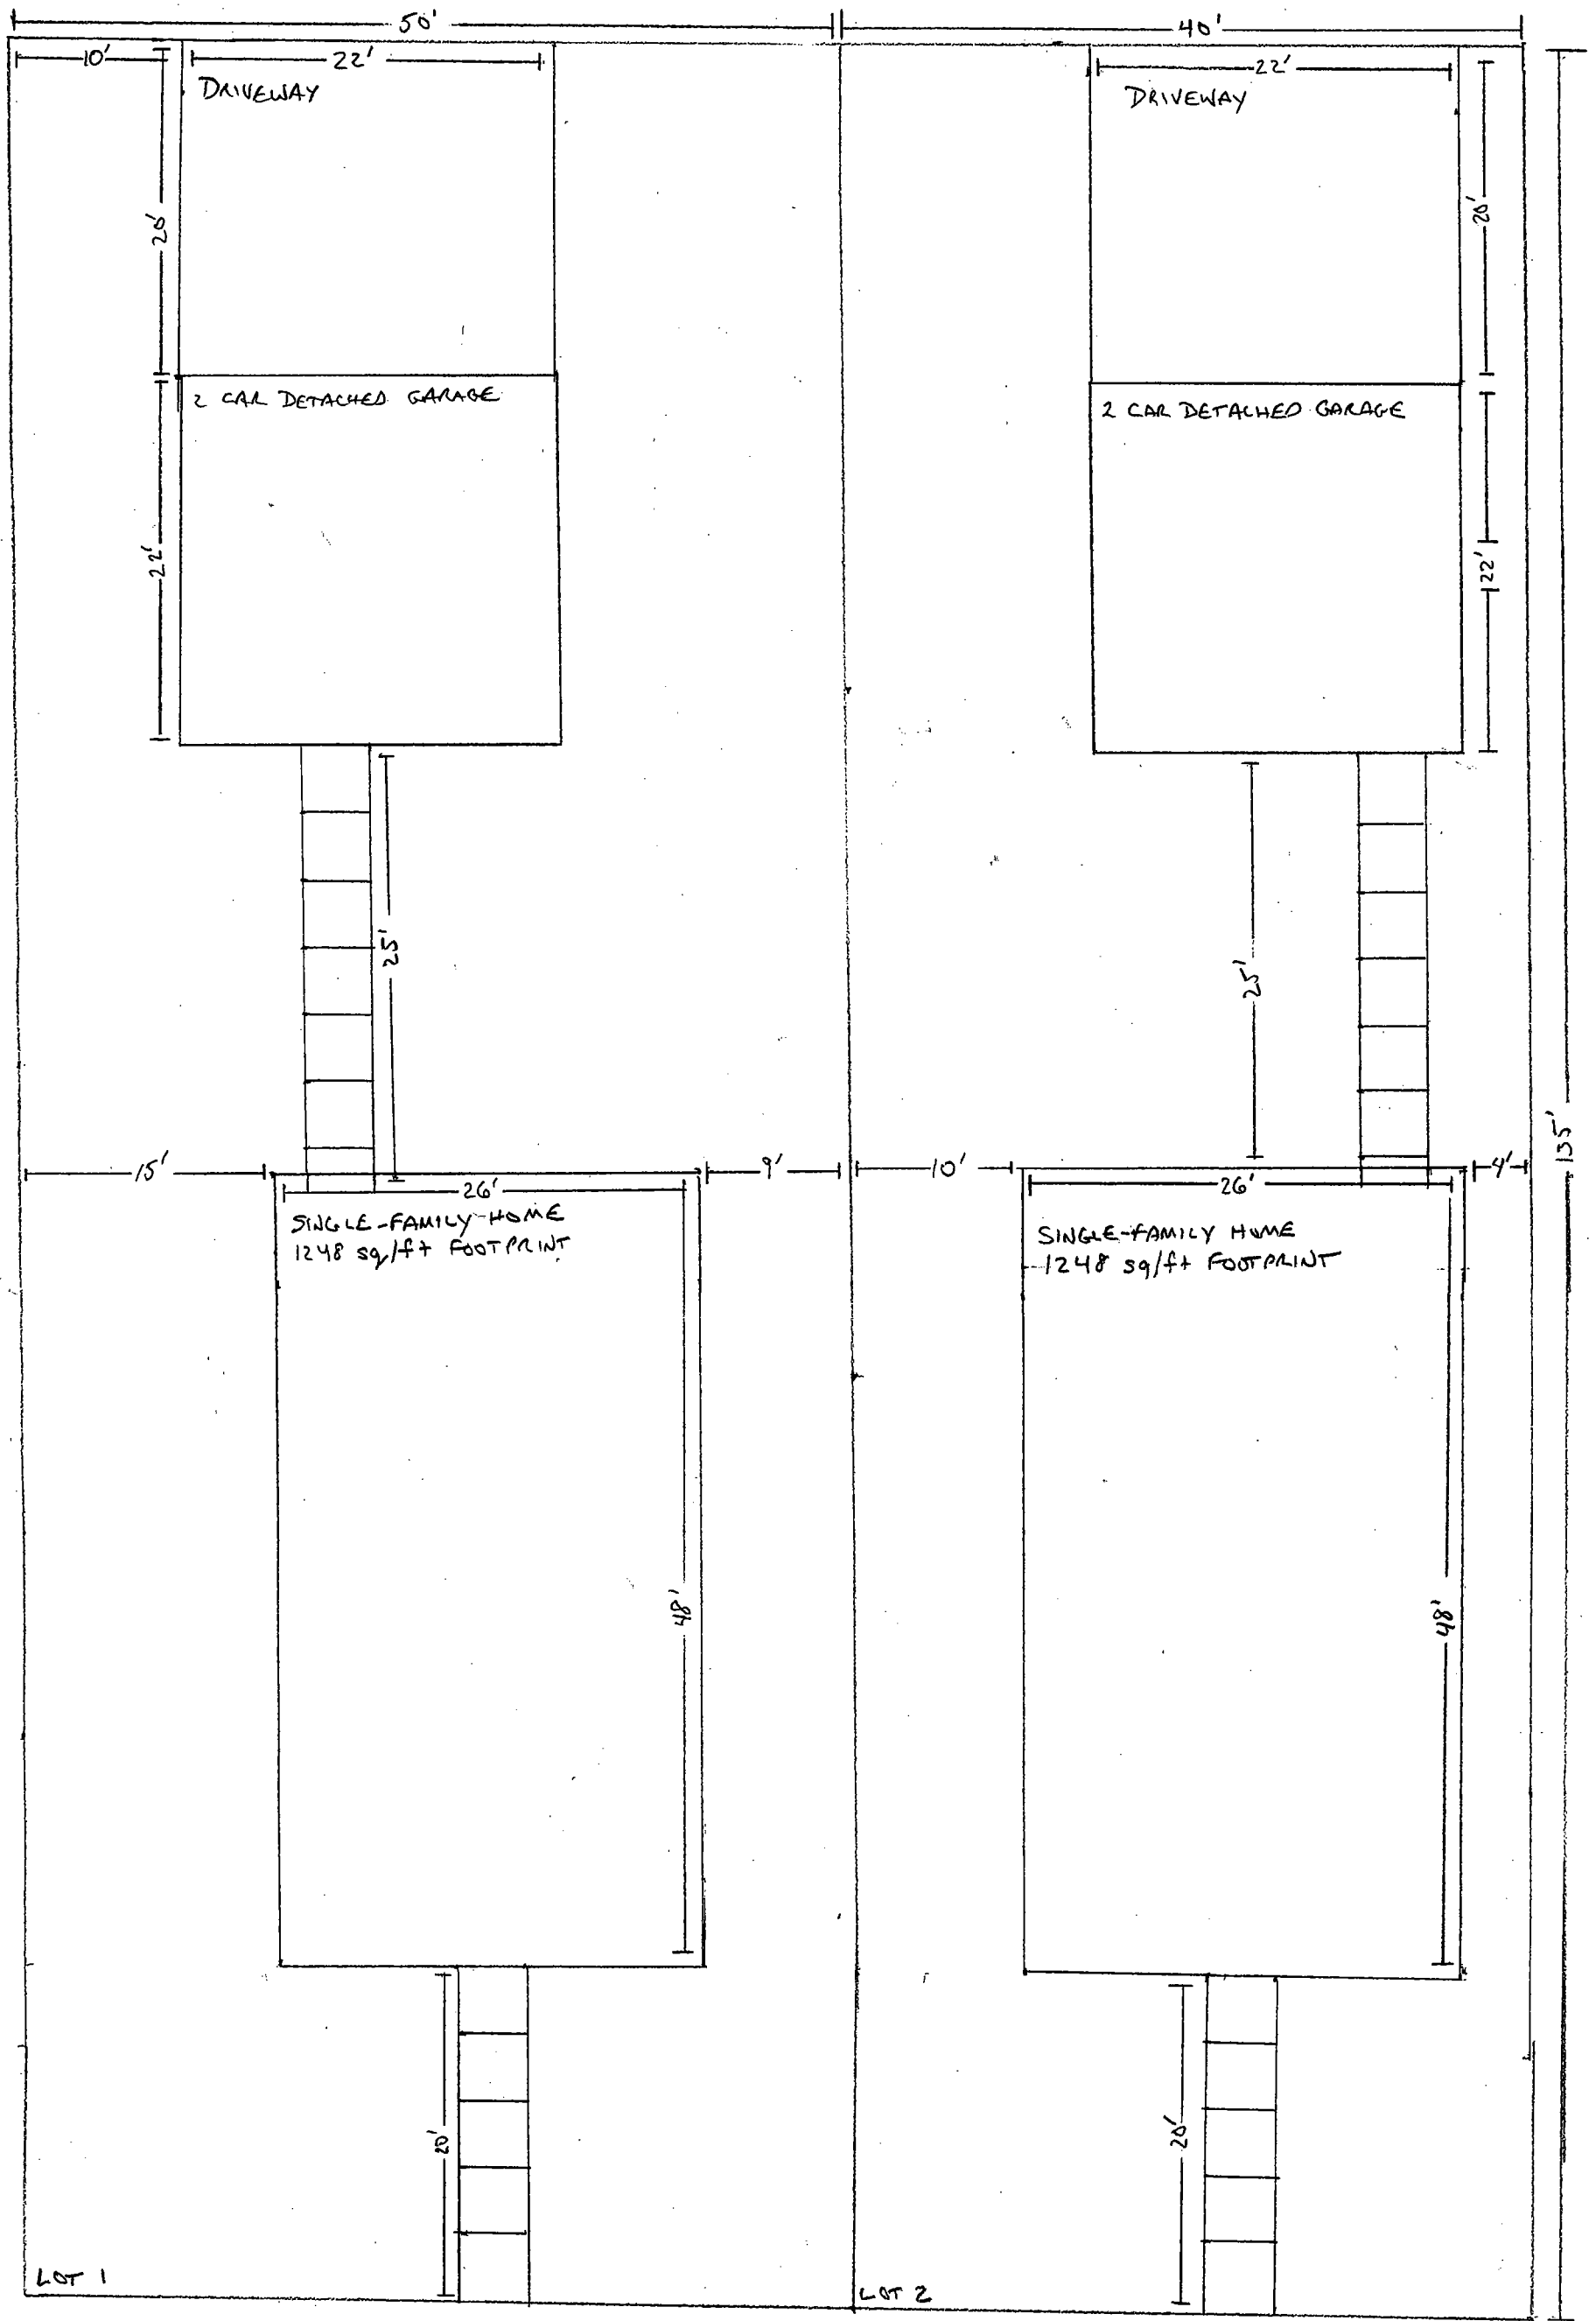 50'
40'
10'
22'
22'
DRIVEWAY
DRIVEWAY
20'
20'
2 CAR DETACHED GARAGE
2 CAR DETACHED GARAGE
22'
22'
25'
25'
135'
15'
9'
10'
4'
26'
26'
SINGLE-FAMILY-HOME
1248 sq/ft FOOTPRINT
SINGLE-FAMILY HOME
1248 sq/ft FOOTPRINT
48'
48'
20'
20'
LOT 1
LOT 2